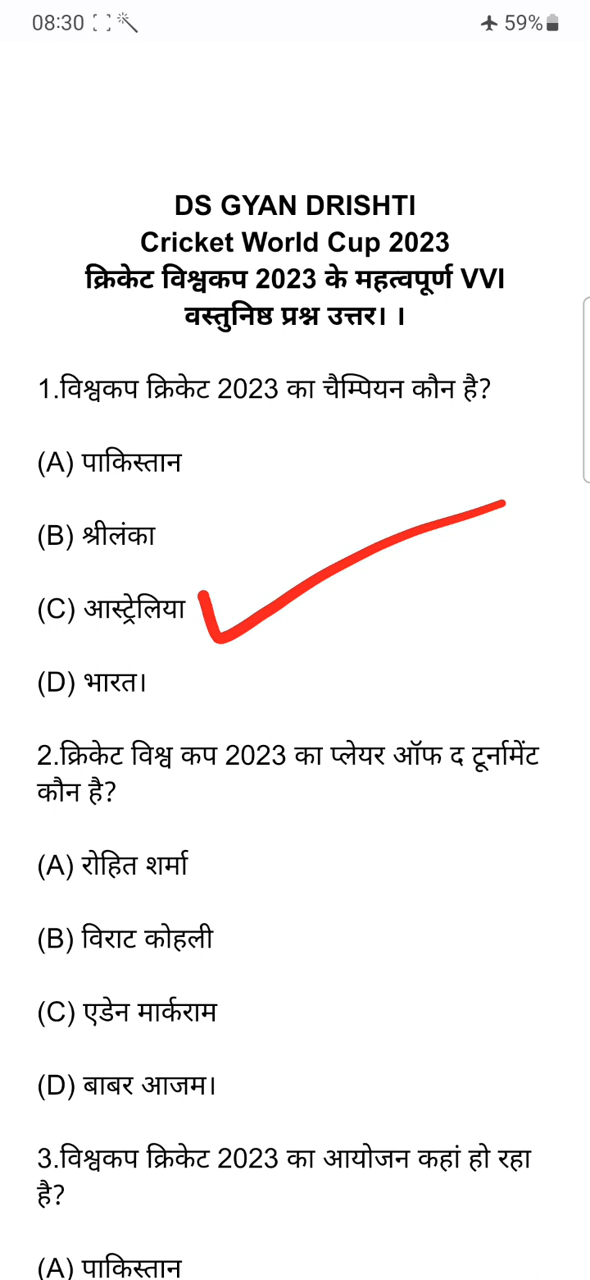 08:30
59%
DS GYAN DRISHTI
Cricket World Cup 2023
क्रिकेट विश्वकप 2023 के महत्वपूर्ण VVI
वस्तुनिष्ठ प्रश्न उत्तर। ।
1.विश्वकप क्रिकेट 2023 का चैम्पियन कौन है?
(A) पाकिस्तान
(B) श्रीलंका
(C) आस्ट्रेलिया
(D) भारत।
2.क्रिकेट विश्व कप 2023 का प्लेयर ऑफ द टूर्नामेंट
कौन है?
(A) रोहित शर्मा
(B) विराट कोहली
(C) एडेन मार्कराम
(D) बाबर आजम।
3.विश्वकप क्रिकेट 2023 का आयोजन कहां हो रहा
है?
(A) पाकिस्तान